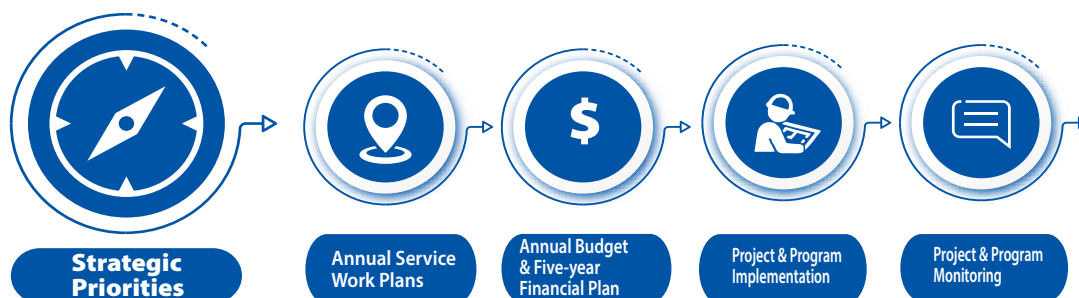 $
Strategic
Priorities
Annual Service
Work Plans
Annual Budget
& Five-year
Financial Plan
Project & Program
Implementation
Project & Program
Monitoring